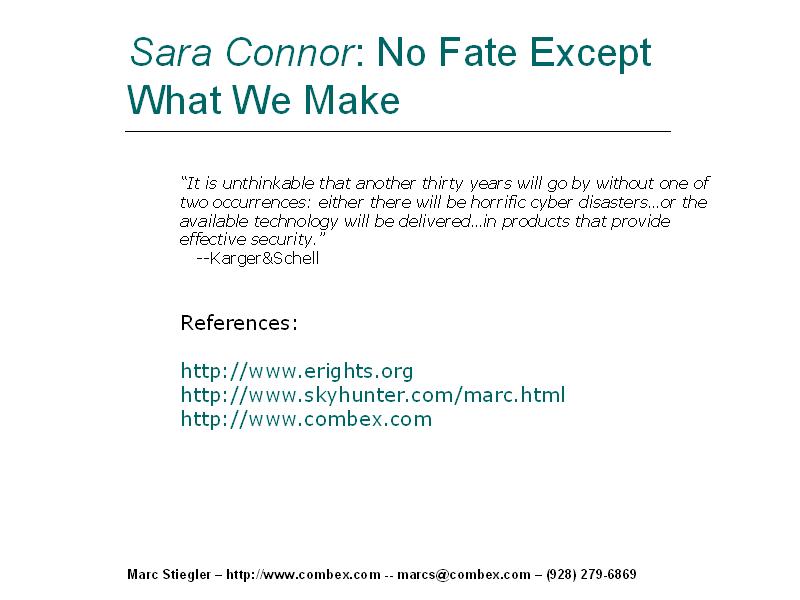 Sara Connor: No Fate Except
What We Make
“It is unthinkable that another thirty years will go by without one of
two occurrences: either there will be horrific cyber disasters…or the
available technology will be delivered…in products that provide
effective security.”
--Karger&Schell
References:
http://www.erights.org
http://www.skyhunter.com/marc.html
http://www.combex.com
Marc Stiegler – http://www.combex.com -- marcs@combex.com – (928) 279-6869